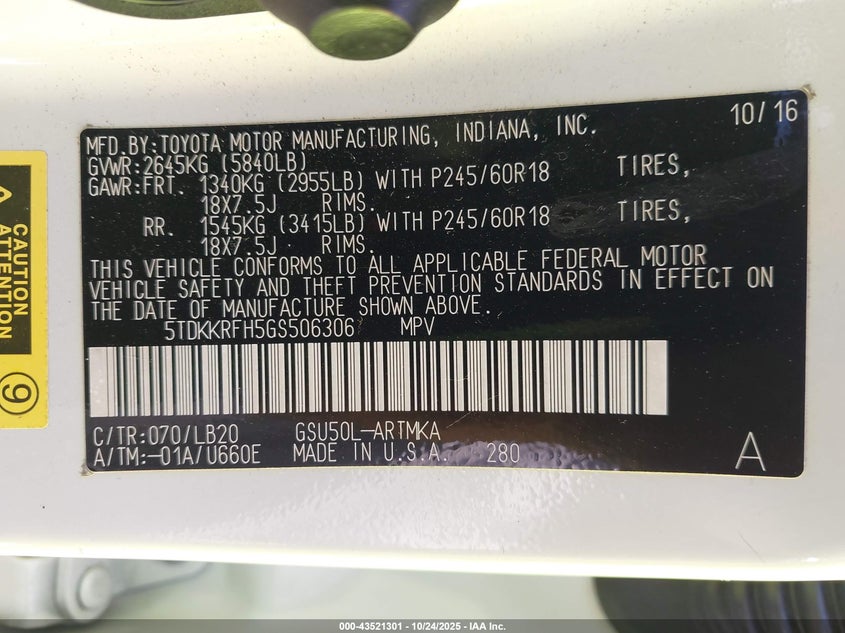 MFD.BY:TOYOTA MOTOR MANUFACTURING, INDIANA, INC. 10/16
GVWR:2645KG (5840LB)
GAWR:FRT. 1340KG (2955LB) WITH P245/60R18 TIRES,
18X7.5J RIMS.
RR. 1545KG (3415LB) WITH P245/60R18 TIRES,
18X7.5J RIMS.
THIS VEHICLE CONFORMS TO ALL APPLICABLE FEDERAL MOTOR
VEHICLE SAFETY AND THEFT PREVENTION STANDARDS IN EFFECT ON
THE DATE OF MANUFACTURE SHOWN ABOVE.
5TDKKRFH5GS506306 MPV
C/TR:070/LB20 GSU50L-ARTMKA
A/TM:-01A/U660E MADE IN U.S.A. 280 A
CAUTION
ATTENTION
9
000-43521301 - 10/24/2025 - IAA Inc.